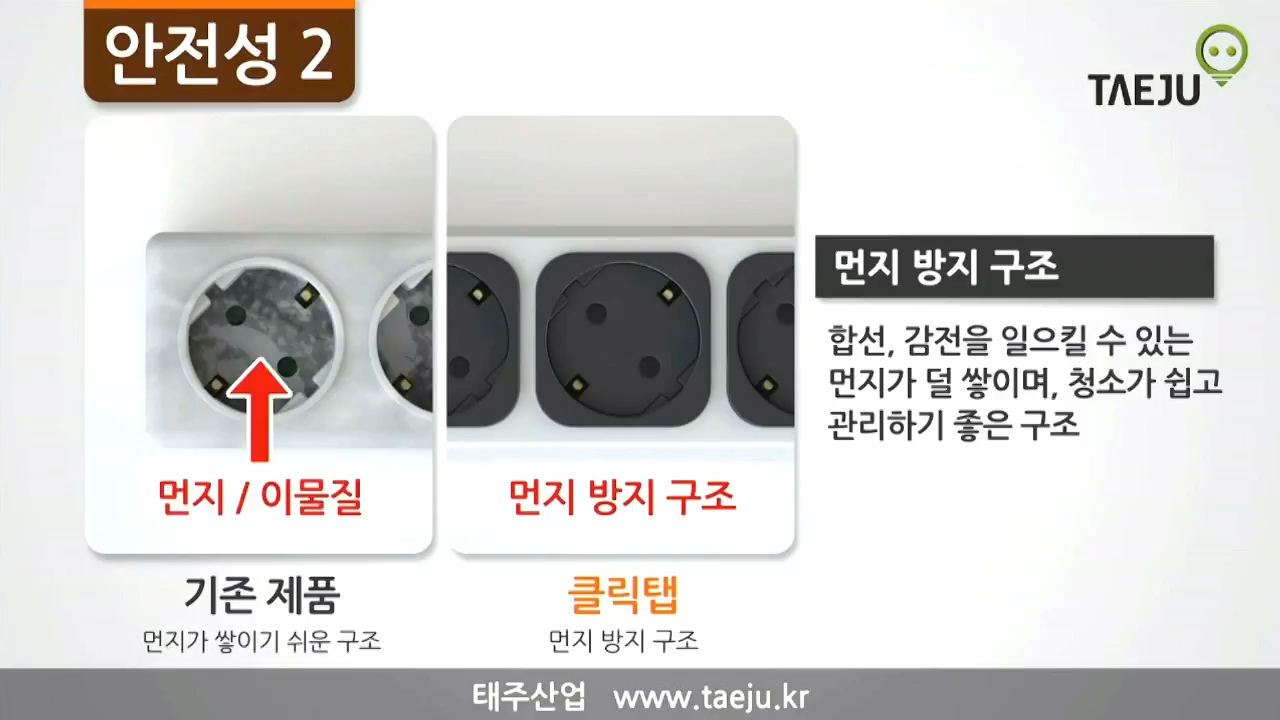 안전성 2
TAEJU
먼지 / 이물질
먼지 방지 구조
기존 제품
먼지가 쌓이기 쉬운 구조
클릭탭
먼지 방지 구조
먼지 방지 구조
합선, 감전을 일으킬 수 있는
먼지가 덜 쌓이며, 청소가 쉽고
관리하기 좋은 구조
태주산업 www.taeju.kr